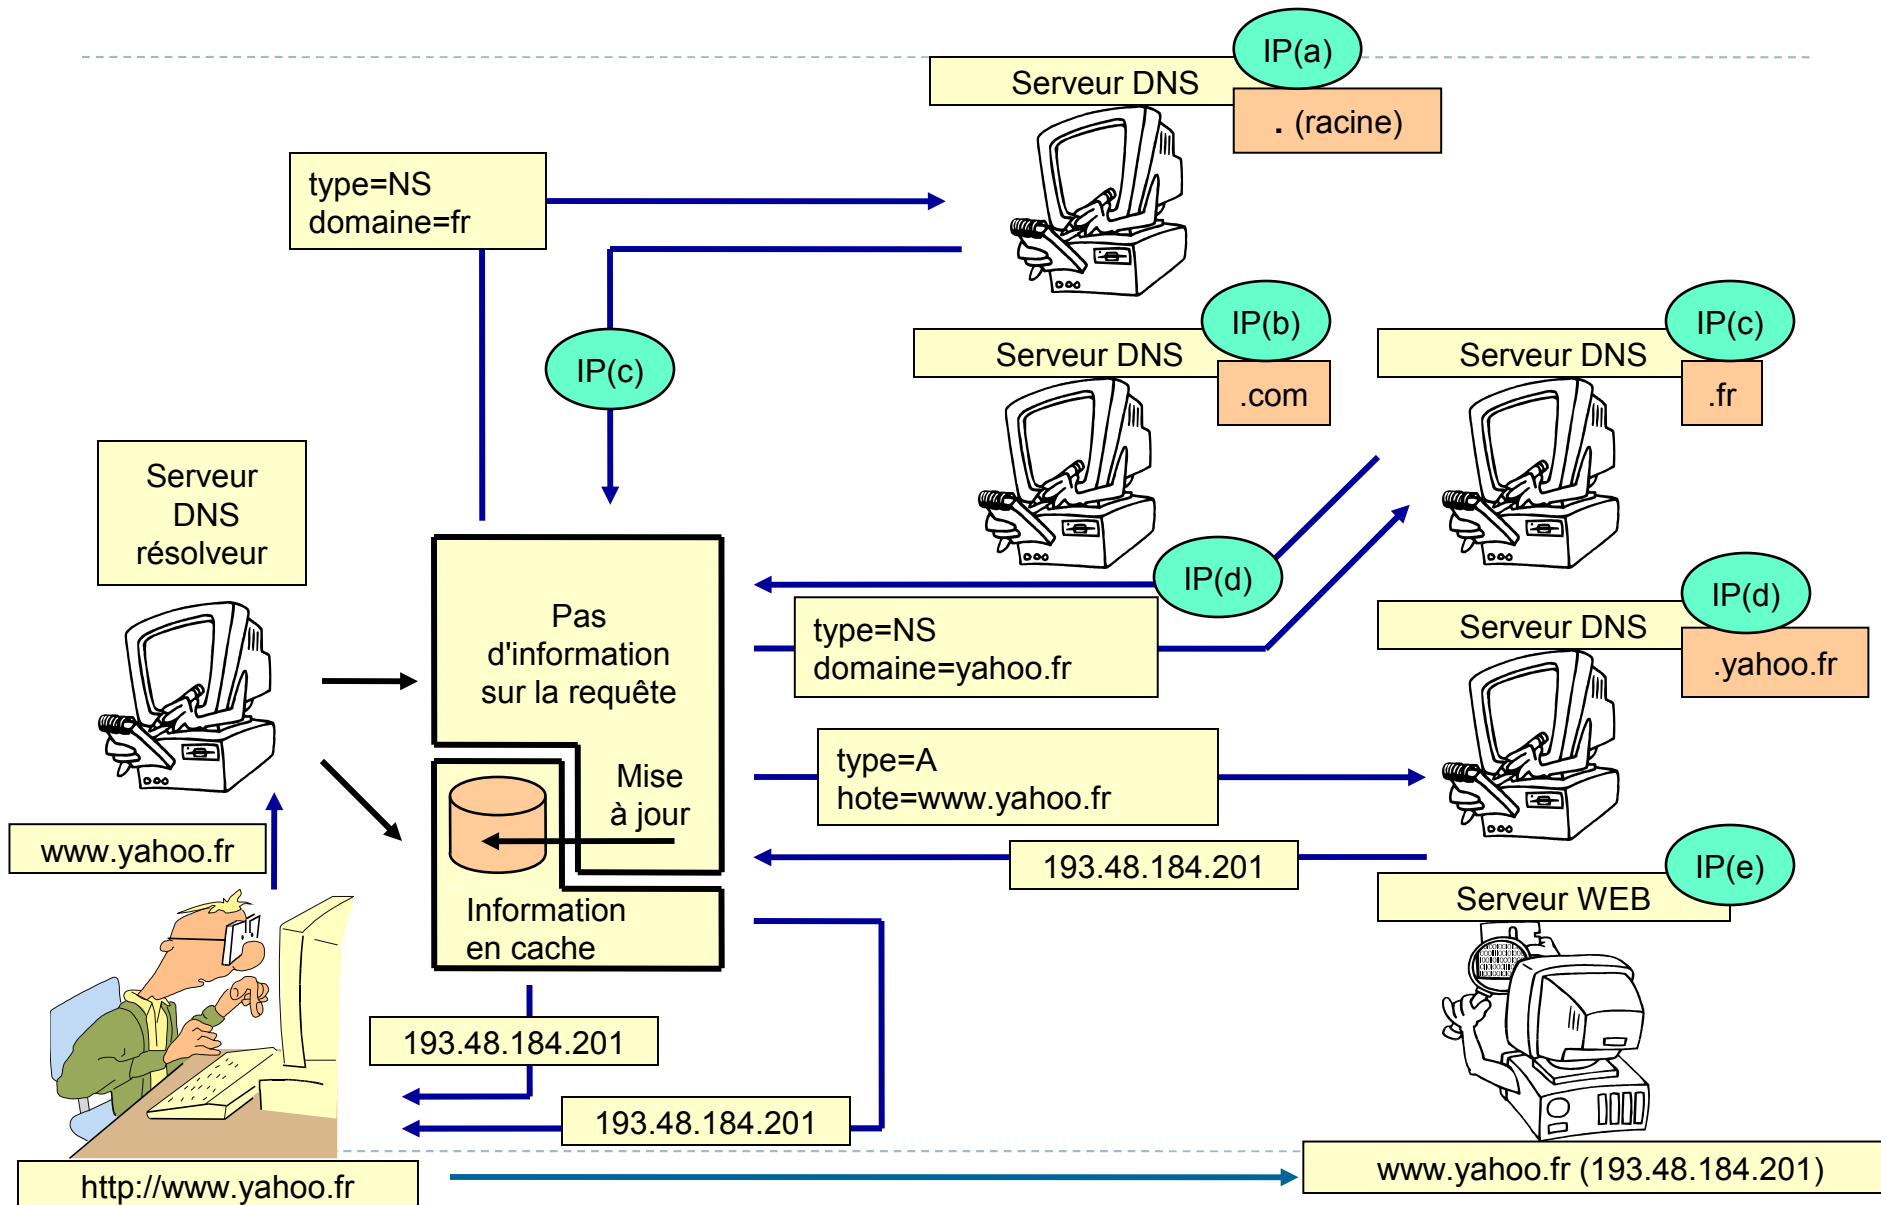 IP(a)
Serveur DNS
. (racine)
type=NS
domaine=fr
IP(c)
IP(b)
Serveur DNS
.com
IP(c)
Serveur DNS
.fr
Serveur
DNS
résolveur
Pas
d'information
sur la requête
IP(d)
type=NS
domaine=yahoo.fr
IP(d)
Serveur DNS
.yahoo.fr
type=A
hote=www.yahoo.fr
Mise
à jour
193.48.184.201
www.yahoo.fr
Information
en cache
IP(e)
Serveur WEB
193.48.184.201
193.48.184.201
http://www.yahoo.fr
www.yahoo.fr (193.48.184.201)